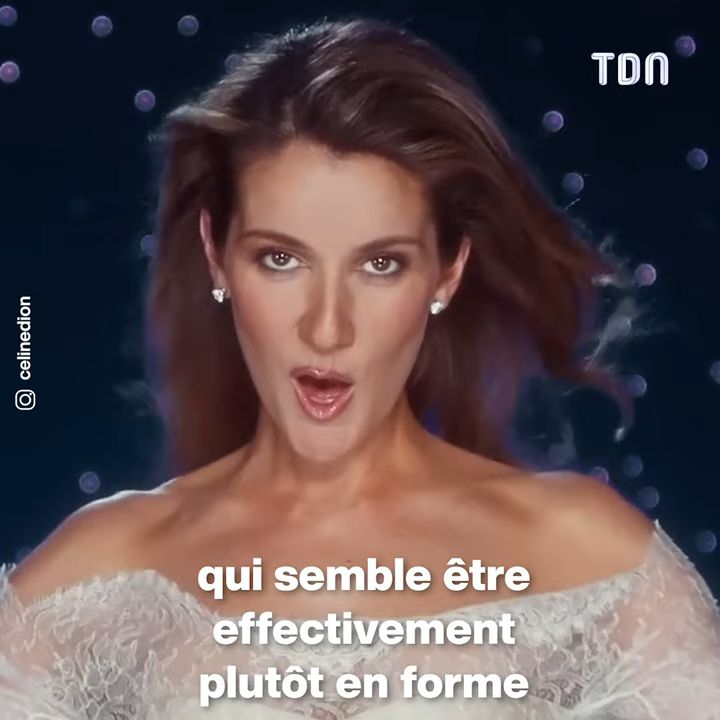 TDN
celinedion
qui semble être
effectivement
plutôt en forme